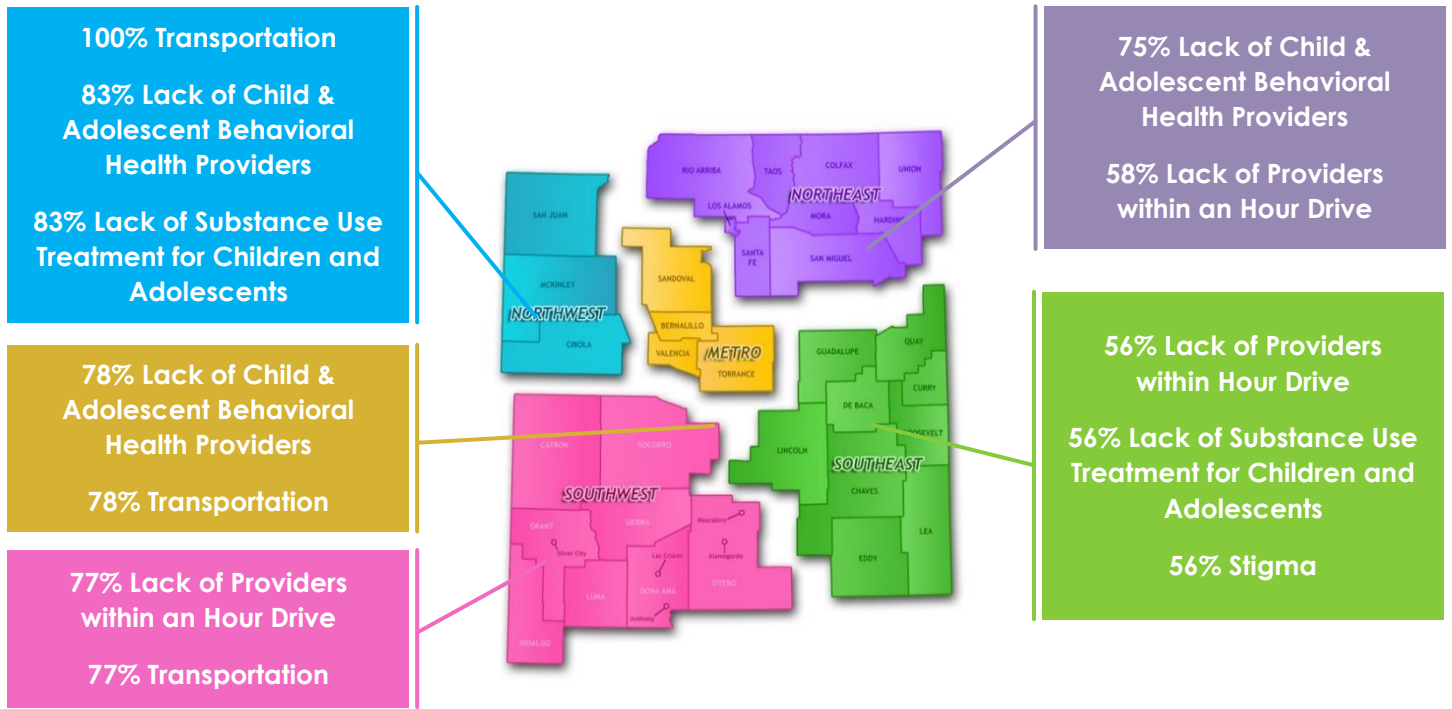 100% Transportation
83% Lack of Child &
Adolescent Behavioral
Health Providers
83% Lack of Substance Use
Treatment for Children and
Adolescents
78% Lack of Child &
Adolescent Behavioral
Health Providers
78% Transportation
77% Lack of Providers
within an Hour Drive
77% Transportation
SAN JUAN
MCKINLEY
NORTHWEST
CIBOLA
SANDOVAL
BERNALILLO
VALENCIA
METRO
TORRANCE
RIO ARRIBA
TAOS
COLFAX
UNION
NORTHEAST
LOS ALAMOS
MORA
HARDING
SANTA
FE
SAN MIGUEL
CATRON
SOCORRO
SOUTHWEST
GRANT
SIERRA
Silver City
Las Cruces
Mescalero
Alamogordo
LUNA
DONA ANA
OTERO
Anthony
HIDALGO
GUADALUPE
QUAY
CURRY
DE BACA
ROOSEVELT
LINCOLN
SOUTHEAST
CHAVES
LEA
EDDY
75% Lack of Child &
Adolescent Behavioral
Health Providers
58% Lack of Providers
within an Hour Drive
56% Lack of Providers
within Hour Drive
56% Lack of Substance Use
Treatment for Children and
Adolescents
56% Stigma